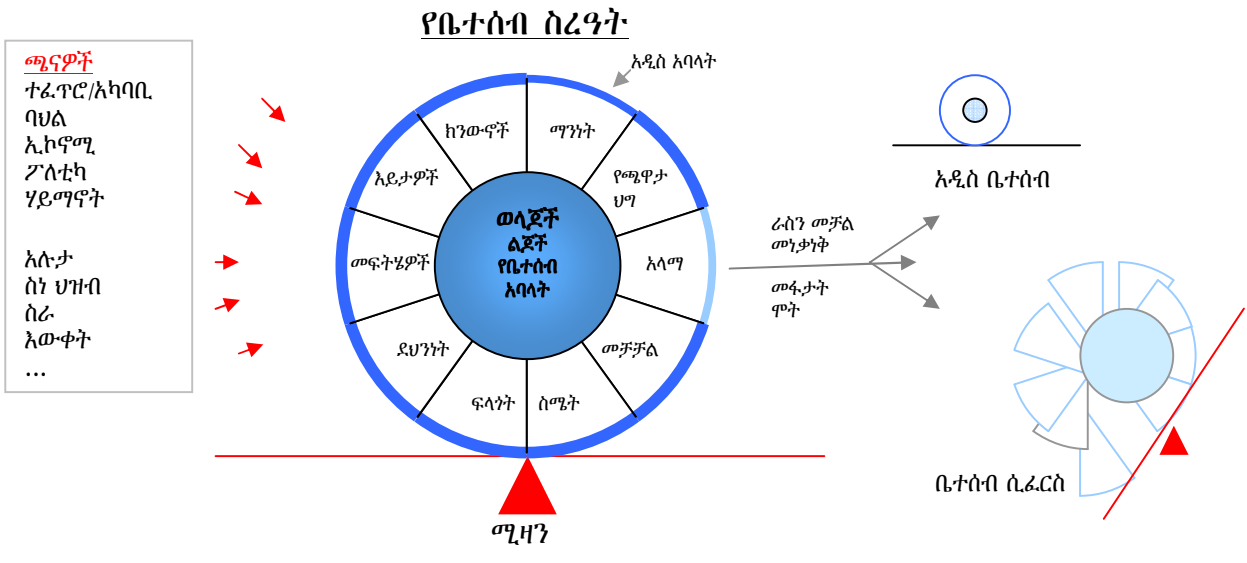 የቤተሰብ ስረዓት
ጫናዎች
ተፈጥሮ/አካባቢ
ባህል
ኢኮኖሚ
ፖለቲካ
ሃይማኖት
አሉታ
ስነ ህዝብ
ስራ
እውቀት
...
አዲስ አባላት
ክንውኖች
ማንነት
እይታዎች
የጫዋታ
ህግ
መፍትሄዎች
አላማ
ደህንነት
መቻቻል
ፍላጎት
ስሜት
ወላጆች
ልጆች
የቤተሰብ
አባላት
ሚዛን
ራስን መቻል
መነቃነቅ
መፋታት
ሞት
አዲስ ቤተሰብ
ቤተሰብ ሲፈርስ